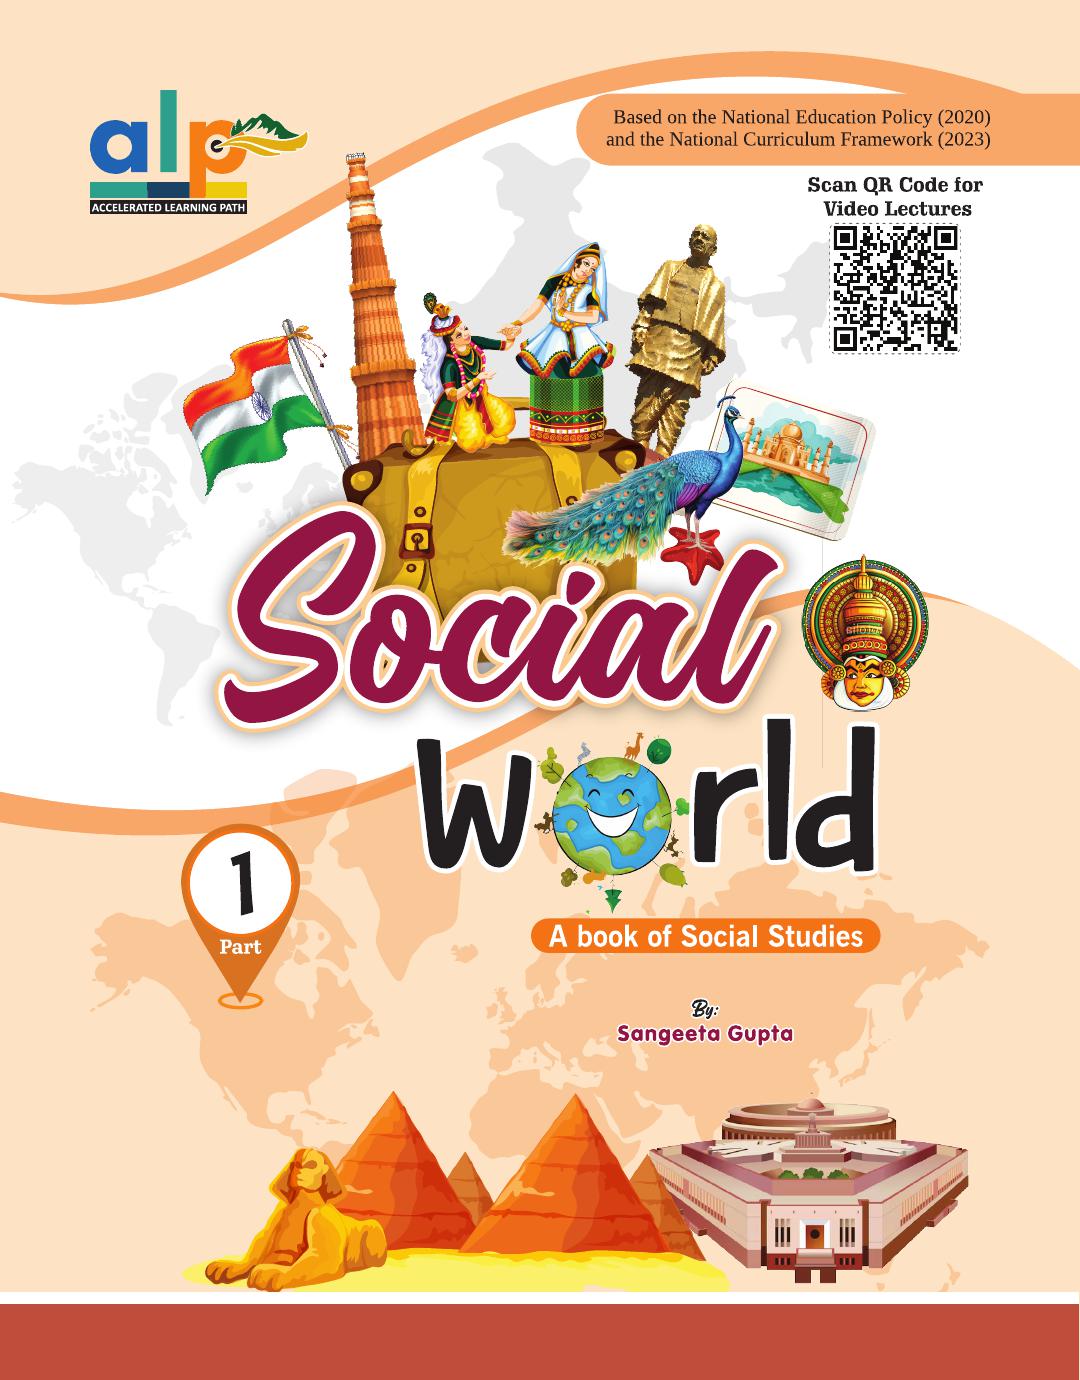 alp
ACCELERATED LEARNING PATH
Based on the National Education Policy (2020)
and the National Curriculum Framework (2023)
Scan QR Code for
Video Lectures
Social
World
1
Part
A book of Social Studies
By:
Sangeeta Gupta